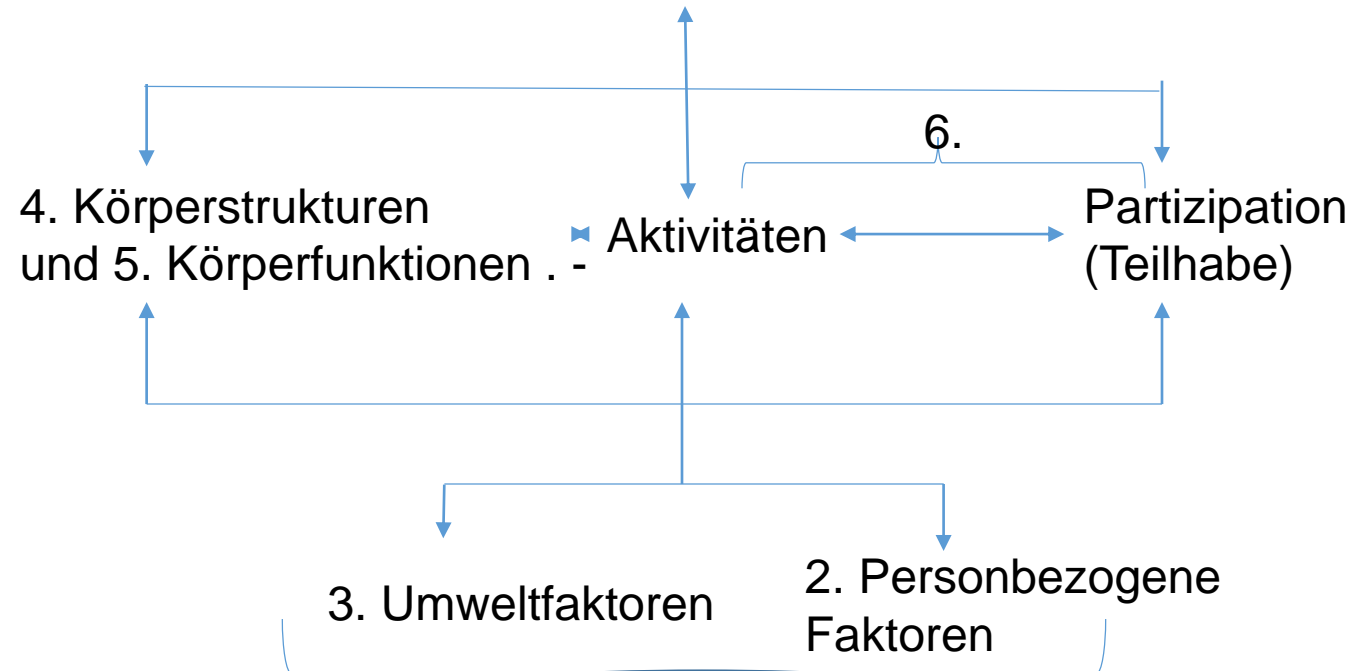 6.
4. Körperstrukturen
und 5. Körperfunktionen . -
Aktivitäten
Partizipation
(Teilhabe)
3. Umweltfaktoren
2. Personbezogene
Faktoren